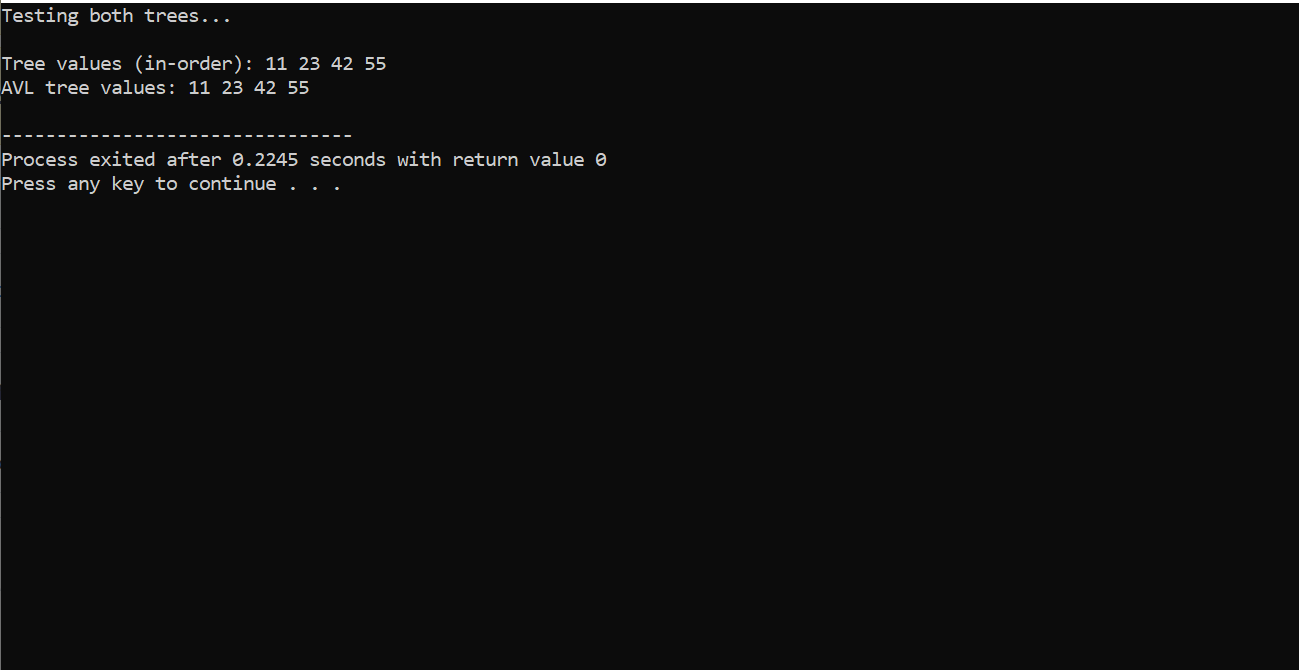 Testing both trees...
Tree values (in-order): 11 23 42 55
AVL tree values: 11 23 42 55
--------------------------------
Process exited after 0.2245 seconds with return value 0
Press any key to continue . . .